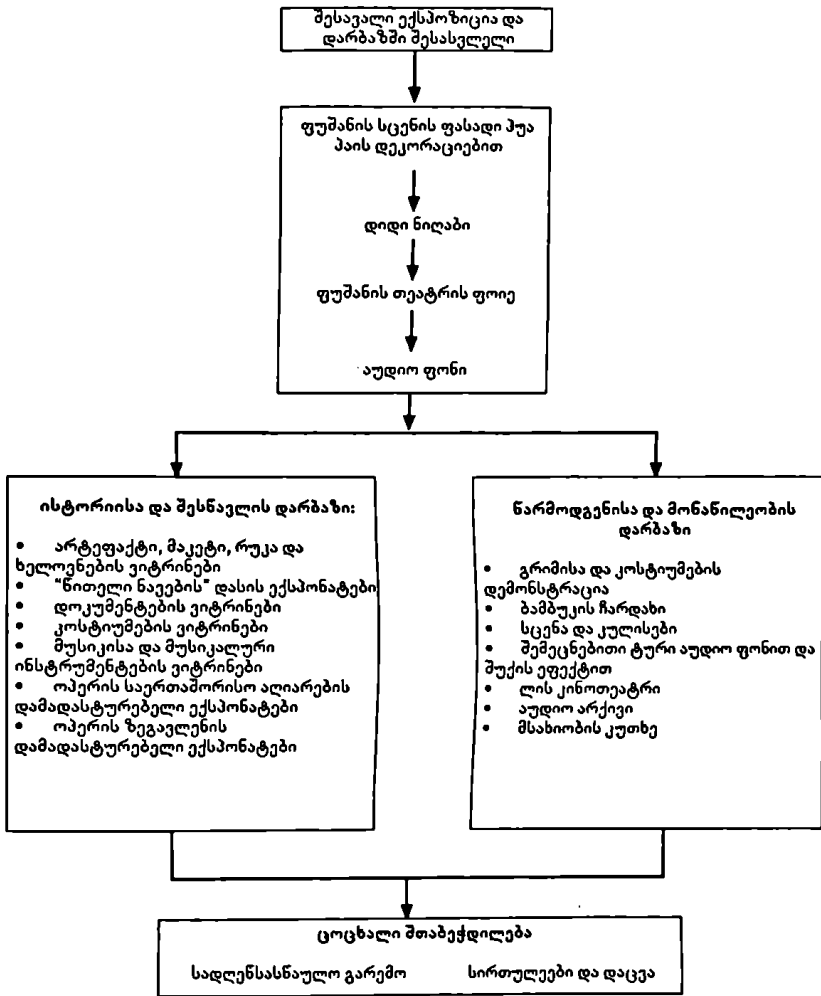 შესავალი ექსპოზიცია და
დარბაზში შესასვლელი
ფუშანის სცენის ფასადი ჰუა
პაის დეკორაციებით
დიდი ნიღაბი
ფუშანის თეატრის ფოიე
აუდიო ფონი
ისტორიისა და შესწავლის დარბაზი:
• არტეფაქტი, მაკეტი, რუკა და
ხელოვნების ვიტრინები
• "წითელი ნავების" დასის ექსპონატები
• დოკუმენტების ვიტრინები
• კოსტიუმების ვიტრინები
• მუსიკისა და მუსიკალური
ინსტრუმენტების ვიტრინები
• ოპერის საერთაშორისო აღიარების
დამადასტურებელი ექსპონატები
• ოპერის ზეგავლენის
დამადასტურებელი ექსპონატები
წარმოდგენისა და მონაწილეობის
დარბაზი
• გრიმისა და კოსტიუმების
დემონსტრაცია
• ბამბუკის ჩარდახი
• სცენა და კულისები
• შემეცნებითი ტური აუდიო ფონით და
შუქის ეფექტით
• ლის კინოთეატრი
• აუდიო არქივი
• მსახიობის კუთხე
ცოცხალი შთაბეჭდილება
სადღენსასწაულო გარემო სირთულეები და დაცვა